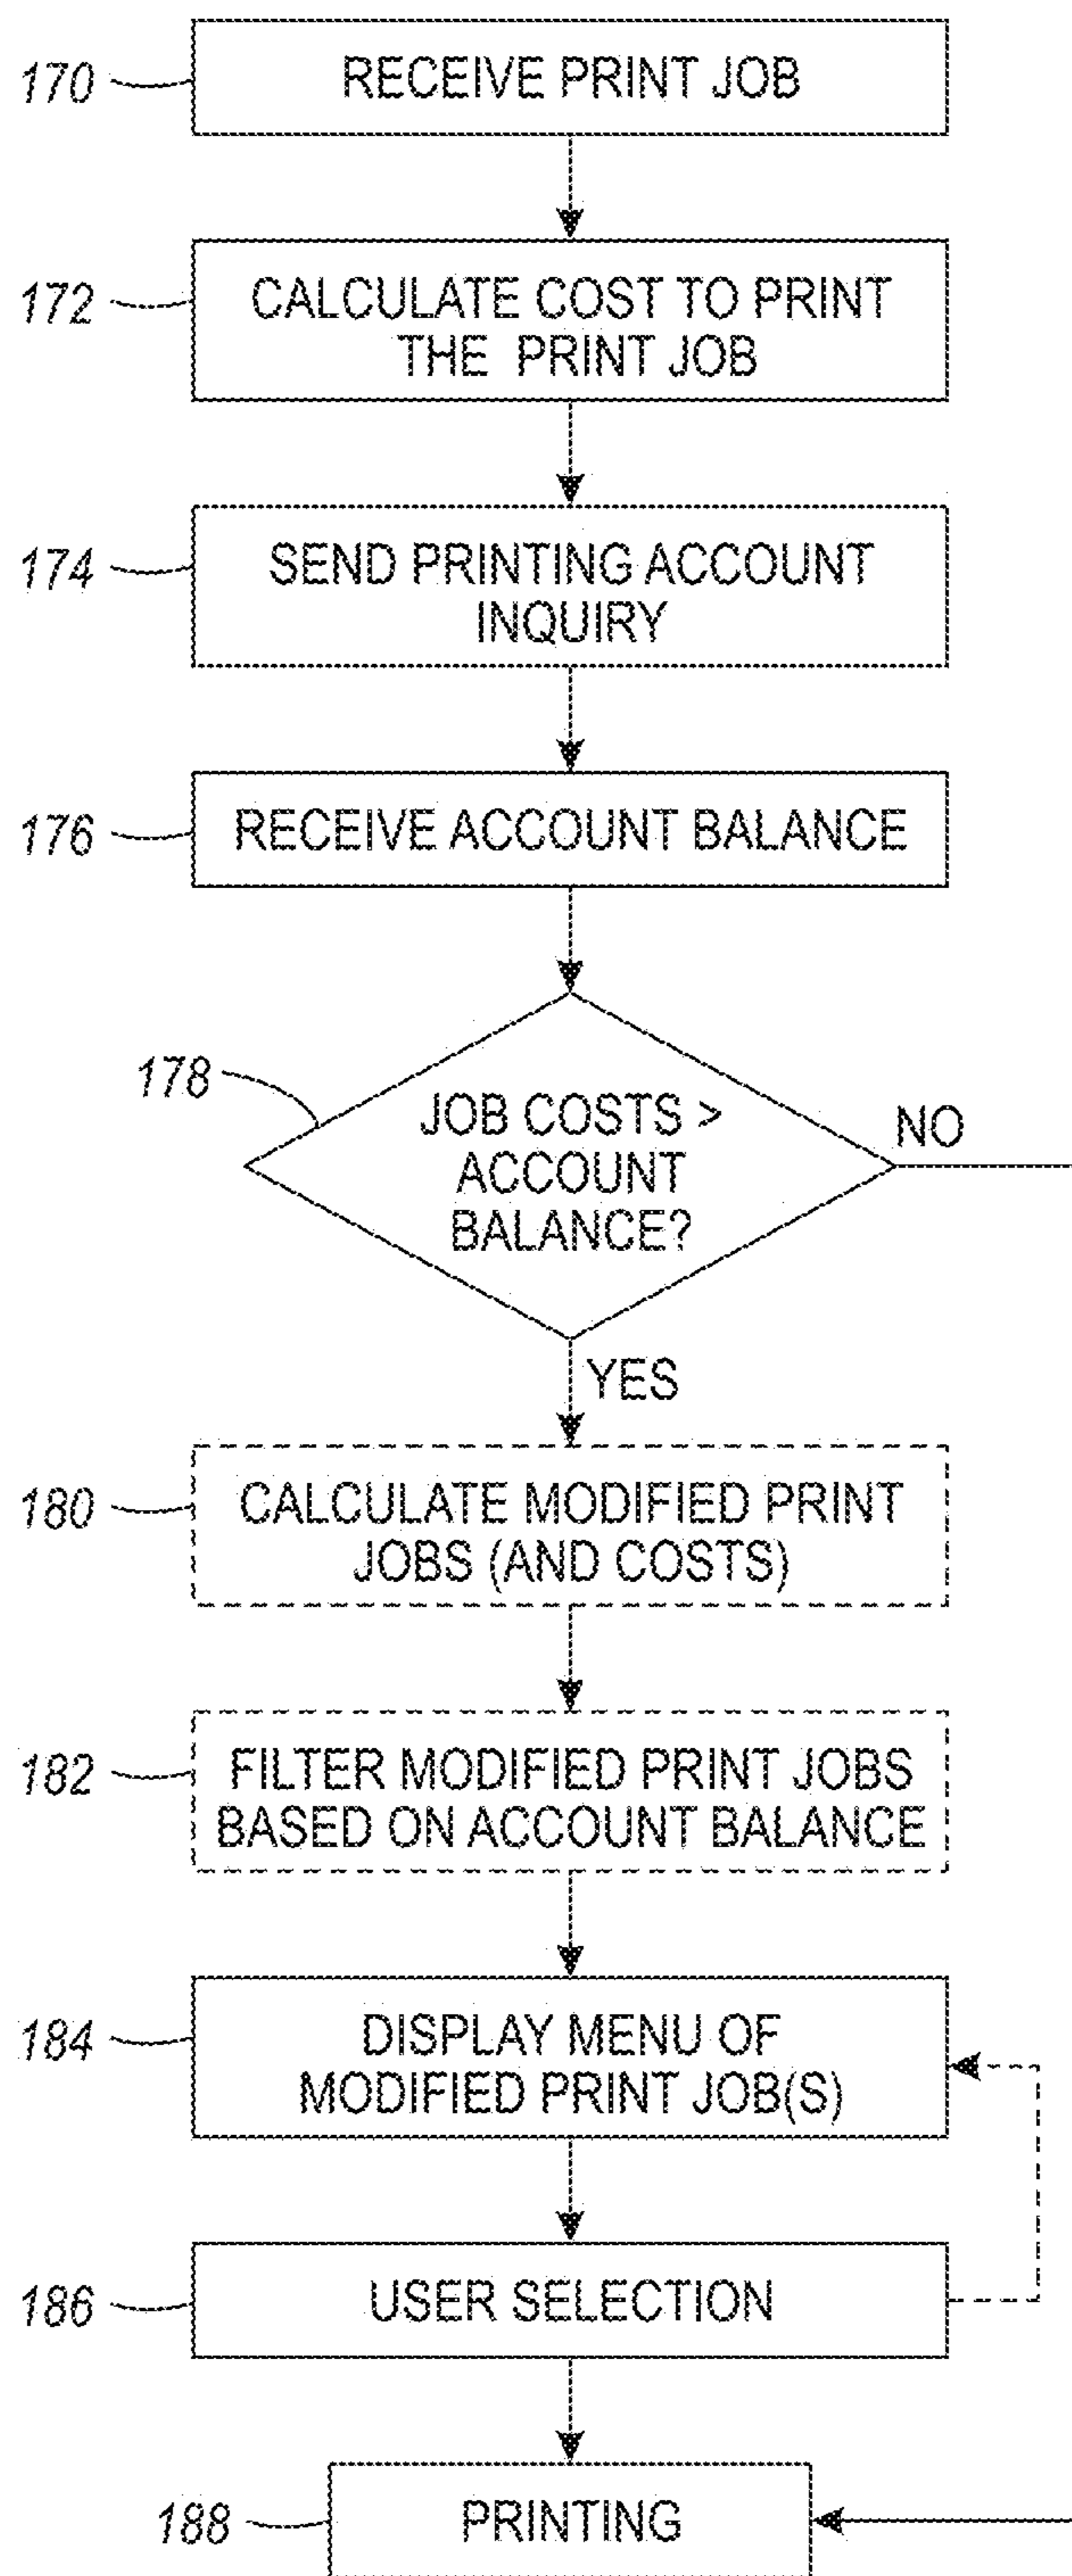 170
RECEIVE PRINT JOB
172
CALCULATE COST TO PRINT
THE PRINT JOB
174
SEND PRINTING ACCOUNT
INQUIRY
176
RECEIVE ACCOUNT BALANCE
178
JOB COSTS >
ACCOUNT
BALANCE?
NO
YES
180
CALCULATE MODIFIED PRINT
JOBS (AND COSTS)
182
FILTER MODIFIED PRINT JOBS
BASED ON ACCOUNT BALANCE
184
DISPLAY MENU OF
MODIFIED PRINT JOB(S)
186
USER SELECTION
188
PRINTING